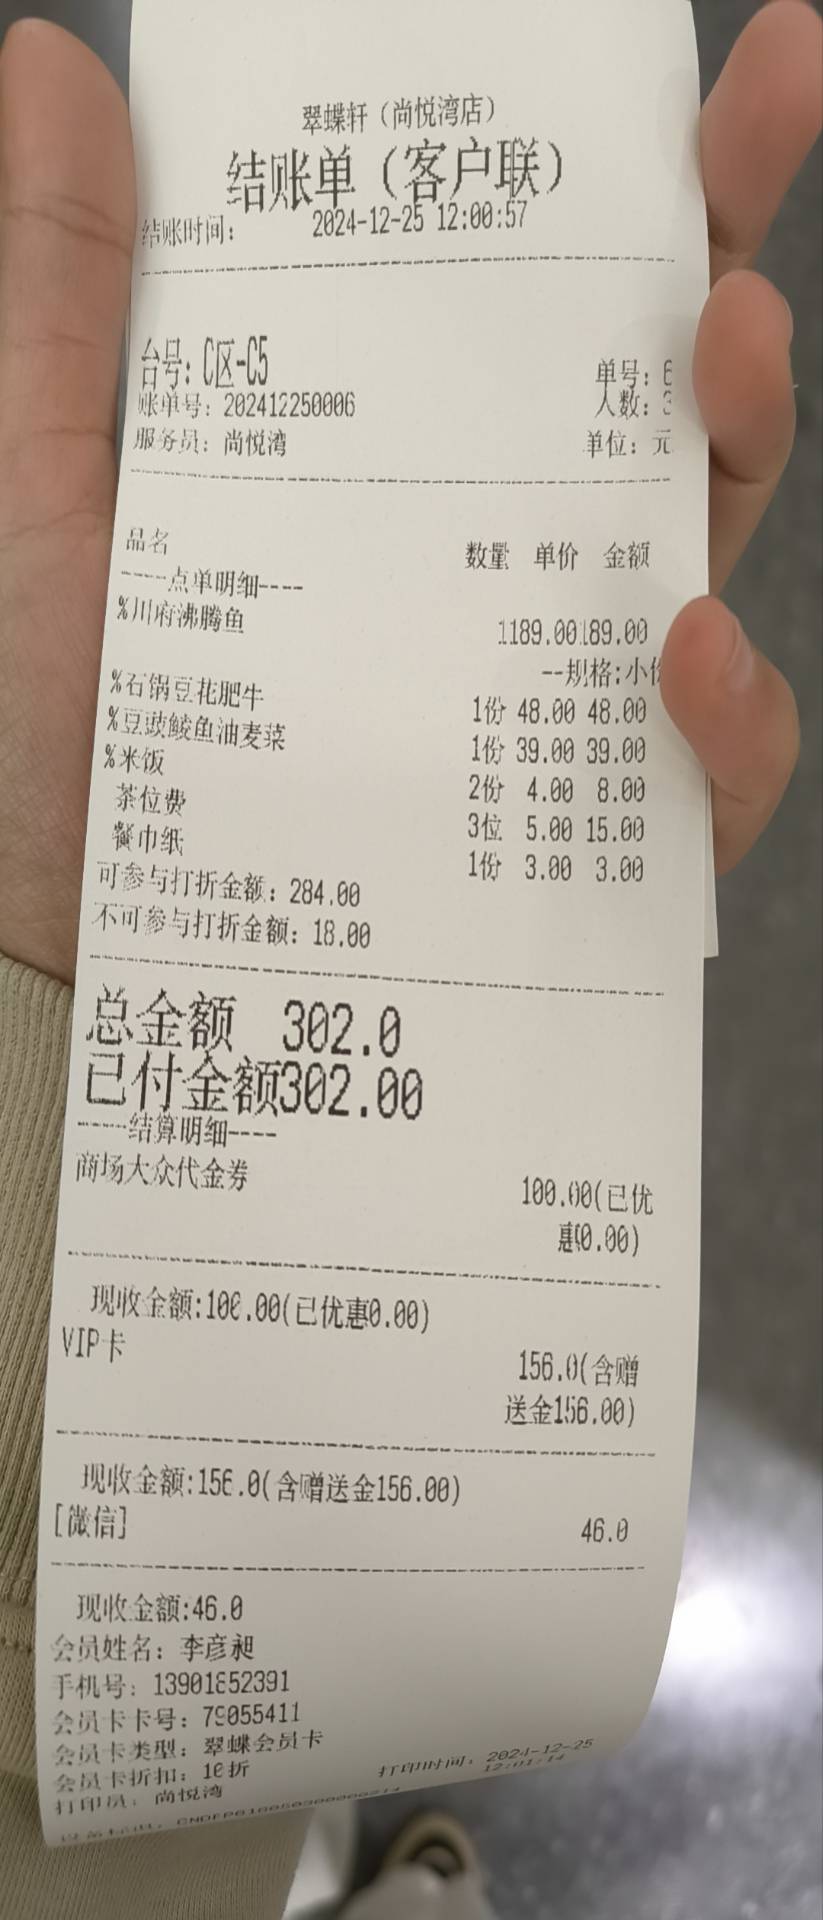 翠蝶轩（尚悦湾店）
结账单（客户联）
结账时间： 2024-12-25 12:00:57
台号：C区-C5
单号：6
账单号：202412250006 人数：3
服务员：尚悦湾 单位：元
品名 数量 单价 金额
----点单明细----
%川府沸腾鱼 1189.00189.00
--规格:小份
%石锅豆花肥牛 1份 48.00 48.00
%豆豉鲮鱼油麦菜 1份 39.00 39.00
%米饭 2份 4.00 8.00
茶位费 3位 5.00 15.00
餐巾纸 1份 3.00 3.00
可参与打折金额：284.00
不可参与打折金额：18.00
总金额 302.0
已付金额302.00
----结算明细----
商场大众代金券 100.00(已优
惠0.00)
现收金额:100.00(已优惠0.00)
VIP卡 156.0(含赠
送金156.00)
现收金额:156.0(含赠送金156.00)
[微信] 46.0
现收金额:46.0
会员姓名：李彦昶
手机号：13901852391
会员卡卡号：79055411
会员卡类型：翠蝶会员卡
会员卡折扣：10折
打印员：尚悦湾 打印时间：2024-12-25
12:01:14